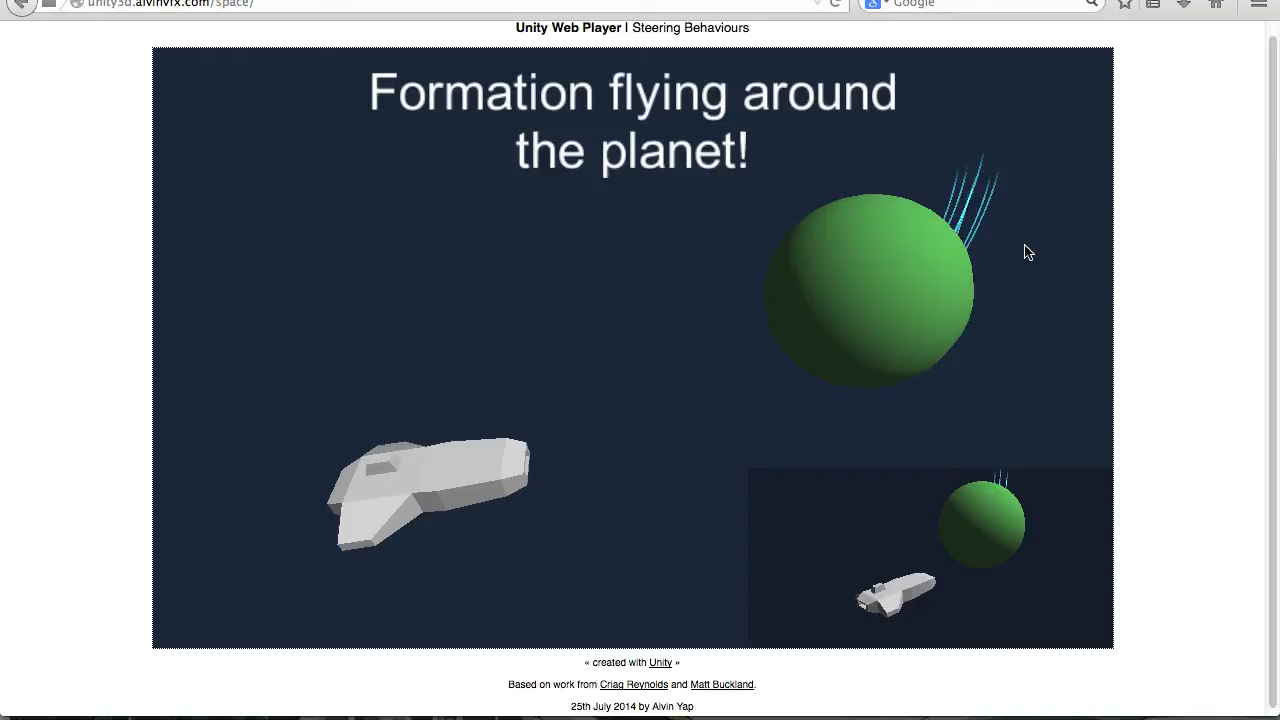 unity3d.alvinvfx.com/space/
Google
Unity Web Player | Steering Behaviours
Formation flying around
the planet!
« created with Unity »
Based on work from Criag Reynolds and Matt Buckland.
25th July 2014 by Alvin Yap